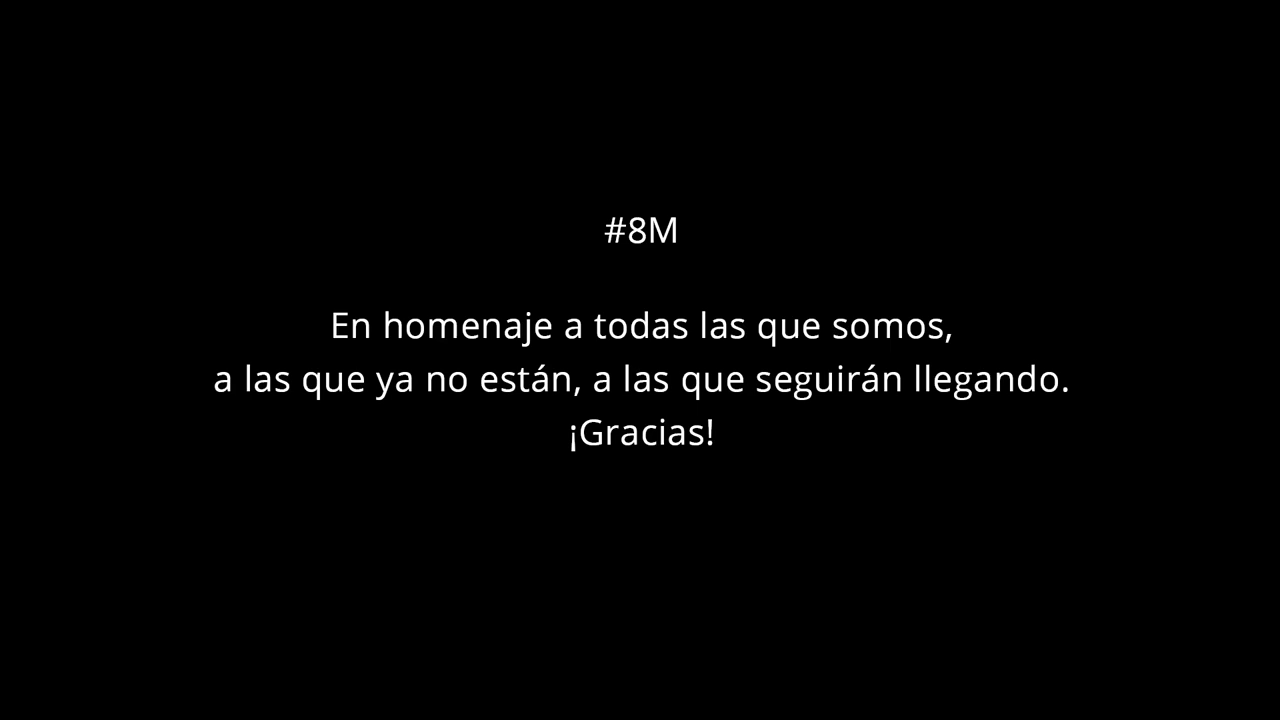 #8M
En homenaje a todas las que somos,
a las que ya no están, a las que seguirán llegando.
¡Gracias!